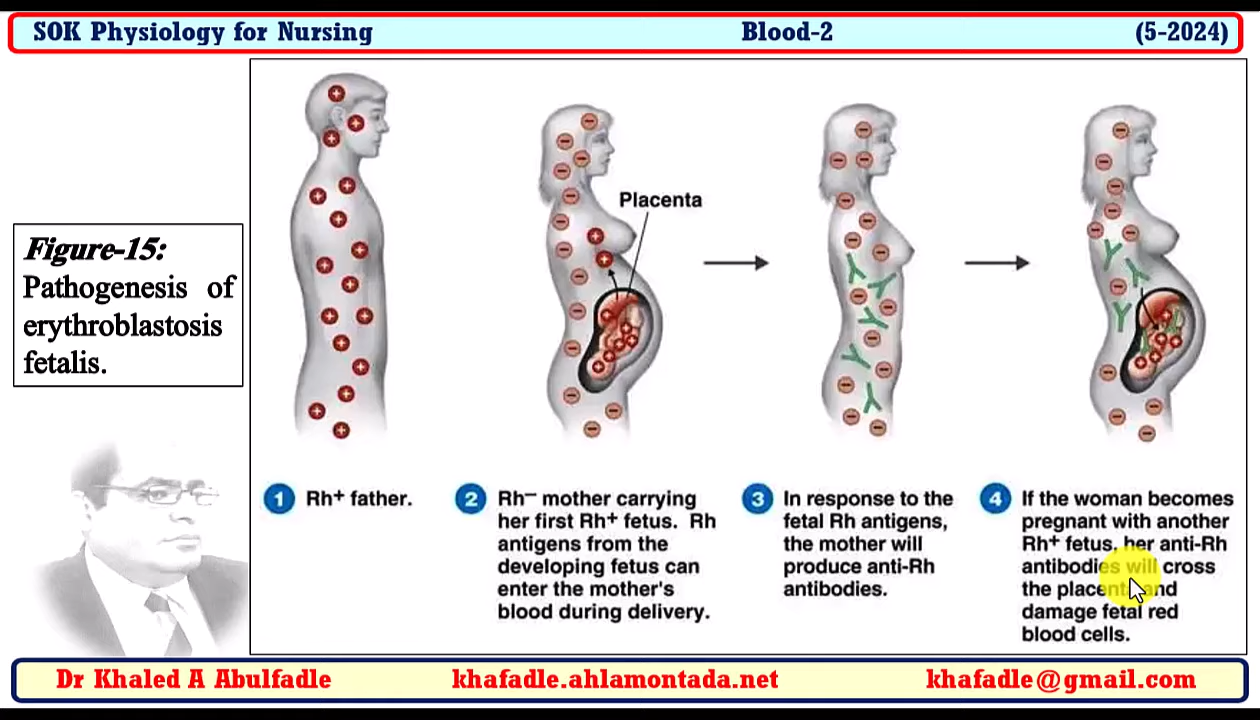 SOK Physiology for Nursing Blood-2 (5-2024)
Figure-15:
Pathogenesis of
erythroblastosis
fetalis.
Placenta
1 Rh+ father.
2 Rh– mother carrying
her first Rh+ fetus. Rh
antigens from the
developing fetus can
enter the mother's
blood during delivery.
3 In response to the
fetal Rh antigens,
the mother will
produce anti-Rh
antibodies.
4 If the woman becomes
pregnant with another
Rh+ fetus, her anti-Rh
antibodies will cross
the placenta and
damage fetal red
blood cells.
Dr Khaled A Abulfadle khafadle.ahlamontada.net khafadle@gmail.com